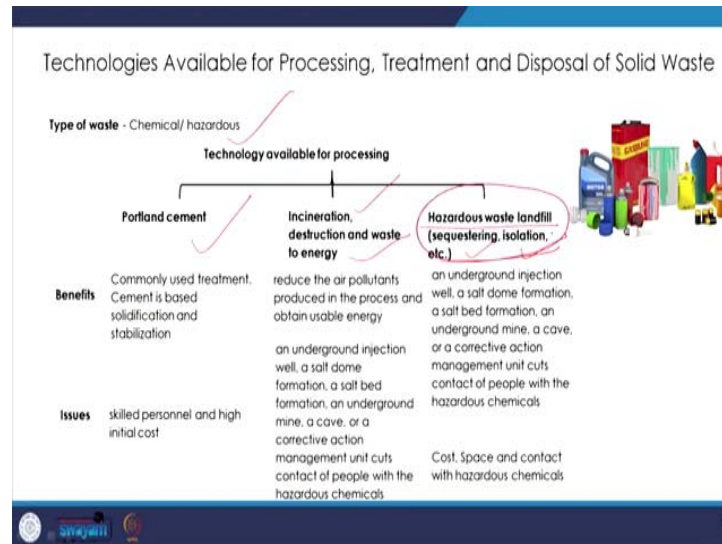 Technologies Available for Processing, Treatment and Disposal of Solid Waste
Type of waste - Chemical/ hazardous
Technology available for processing
Portland cement
Incineration,
destruction and waste
to energy
Hazardous waste landfill
(sequestering, isolation,
etc.)
Benefits
Commonly used treatment.
Cement is based
solidification and
stabilization
reduce the air pollutants
produced in the process and
obtain usable energy
an underground injection
well, a salt dome formation,
a salt bed formation, an
underground mine, a cave,
or a corrective action
management unit cuts
contact of people with the
hazardous chemicals
Issues
skilled personnel and high
initial cost
an underground injection
well, a salt dome
formation, a salt bed
formation, an underground
mine, a cave, or a
corrective action
management unit cuts
contact of people with the
hazardous chemicals
Cost, Space and contact
with hazardous chemicals
swayam